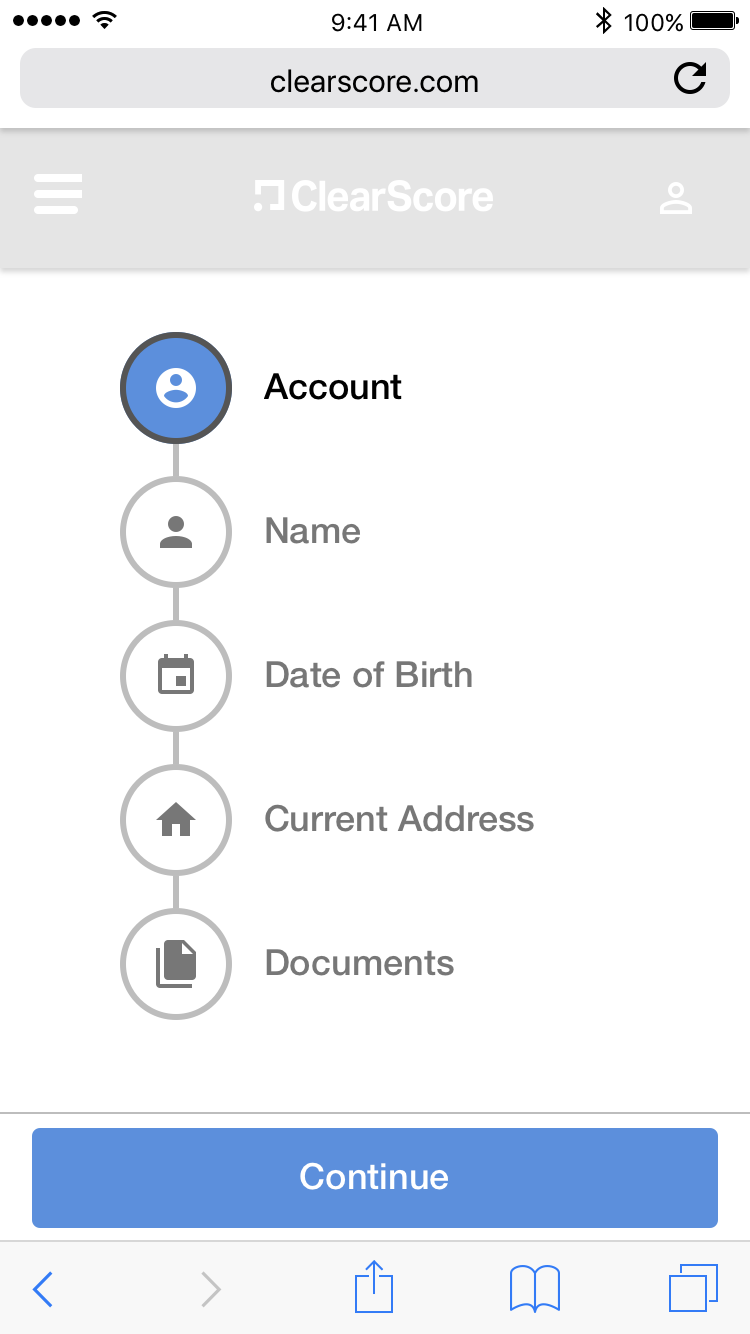 9:41 AM
100%
clearscore.com
ClearScore
Account
Name
Date of Birth
Current Address
Documents
Continue